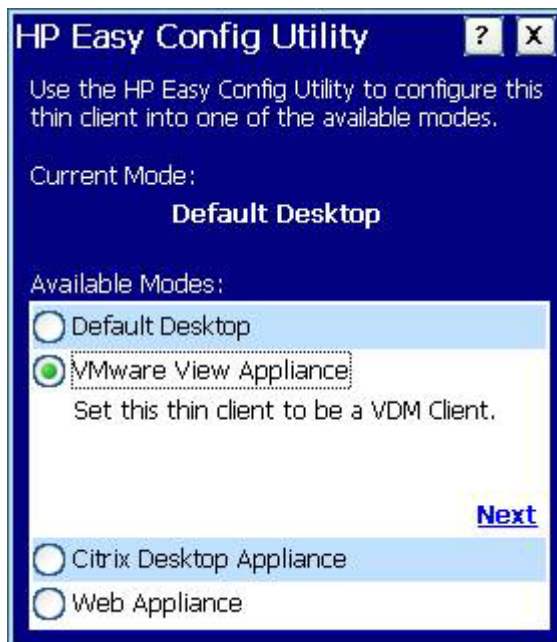 HP Easy Config Utility ? X
Use the HP Easy Config Utility to configure this
thin client into one of the available modes.
Current Mode:
Default Desktop
Available Modes:
Default Desktop
VMware View Appliance
Set this thin client to be a VDM Client.
Next
Citrix Desktop Appliance
Web Appliance